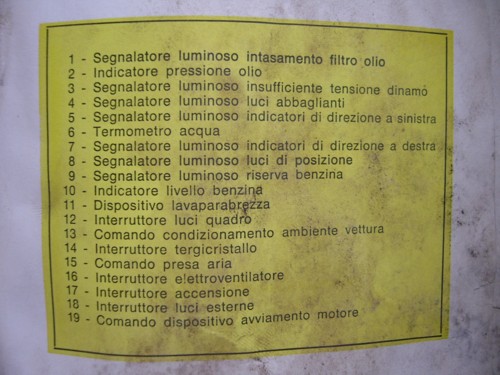 1 - Segnalatore luminoso intasamento filtro olio
2 - Indicatore pressione olio
3 - Segnalatore luminoso insufficiente tensione dinamo
4 - Segnalatore luminoso luci abbaglianti
5 - Segnalatore luminoso indicatori di direzione a sinistra
6 - Termometro acqua
7 - Segnalatore luminoso indicatori di direzione a destra
8 - Segnalatore luminoso luci di posizione
9 - Segnalatore luminoso riserva benzina
10 - Indicatore livello benzina
11 - Dispositivo lavaparabrezza
12 - Interruttore luci quadro
13 - Comando condizionamento ambiente vettura
14 - Interruttore tergicristallo
15 - Comando presa aria
16 - Interruttore elettroventilatore
17 - Interruttore accensione
18 - Interruttore luci esterne
19 - Comando dispositivo avviamento motore